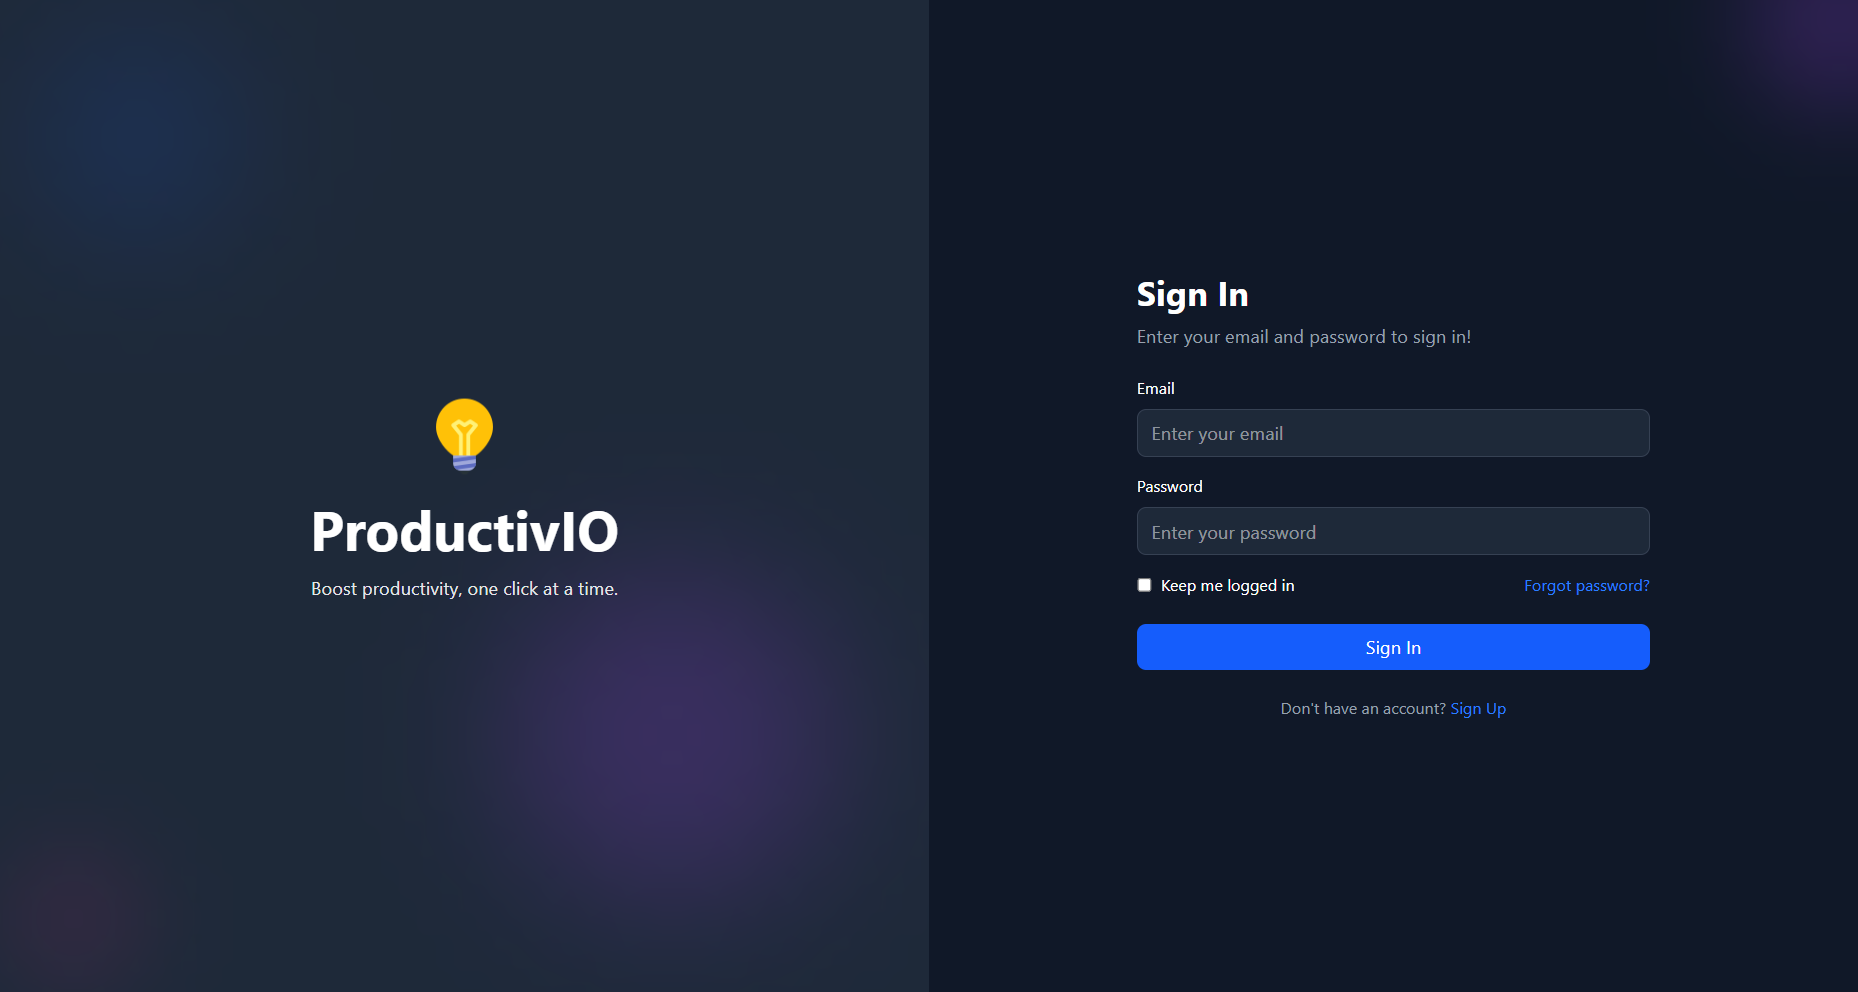 ProductivIO
Boost productivity, one click at a time.
Sign In
Enter your email and password to sign in!
Email
Enter your email
Password
Enter your password
Keep me logged in
Forgot password?
Sign In
Don't have an account? Sign Up